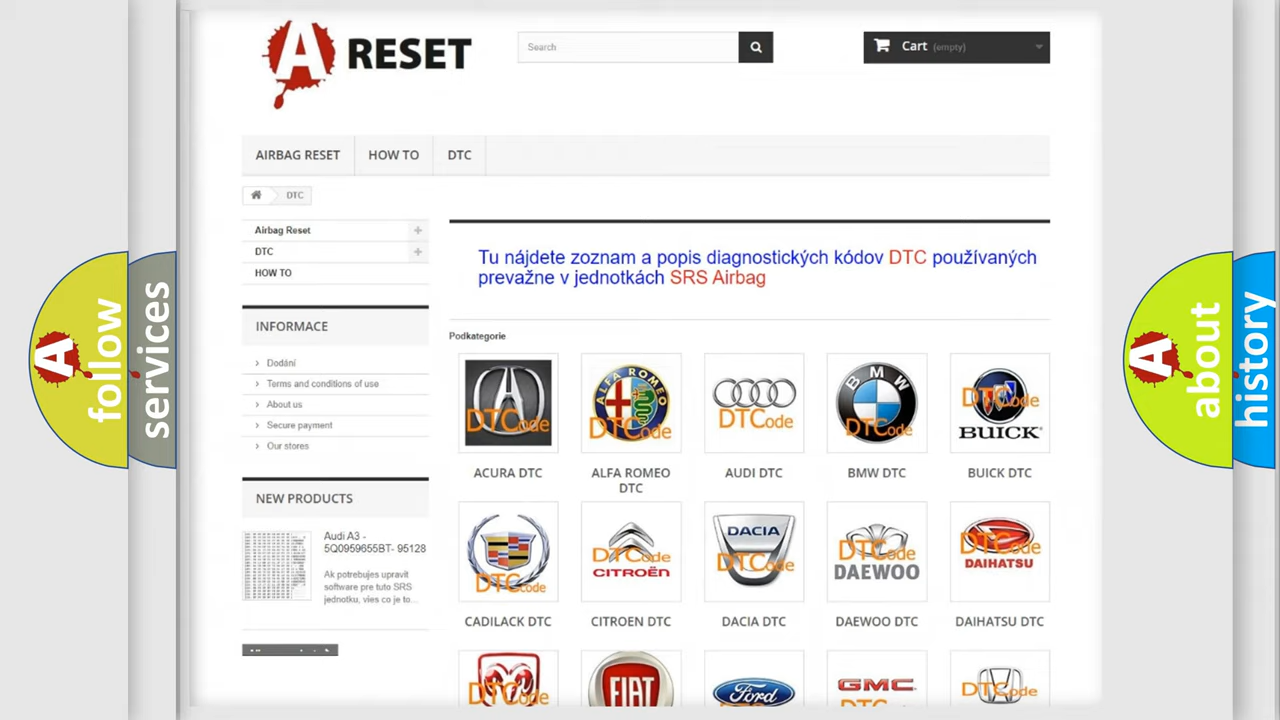 A RESET
Search
Cart (empty)
AIRBAG RESET
HOW TO
DTC
DTC
Airbag Reset
DTC
HOW TO
Tu nájdete zoznam a popis diagnostických kódov DTC používaných
prevažne v jednotkách SRS Airbag
INFORMACE
Dodání
Terms and conditions of use
About us
Secure payment
Our stores
NEW PRODUCTS
Audi A3 -
5Q0959655BT- 95128
Ak potrebujes upravit
software pre tuto SRS
jednotku, vies co je to...
Podkategorie
DTCode
ALFA ROMEO
DTCode
DTCode
BMW
DTCode
DTCode
BUICK
ACURA DTC
ALFA ROMEO
DTC
AUDI DTC
BMW DTC
BUICK DTC
DTCode
DTCode
CITROËN
DACIA
DTCode
DTCode
DAEWOO
DTCode
DAIHATSU
CADILACK DTC
CITROEN DTC
DACIA DTC
DAEWOO DTC
DAIHATSU DTC
DTCode
FIAT
Ford
GMC
DTCode
A follow
services
A about
history